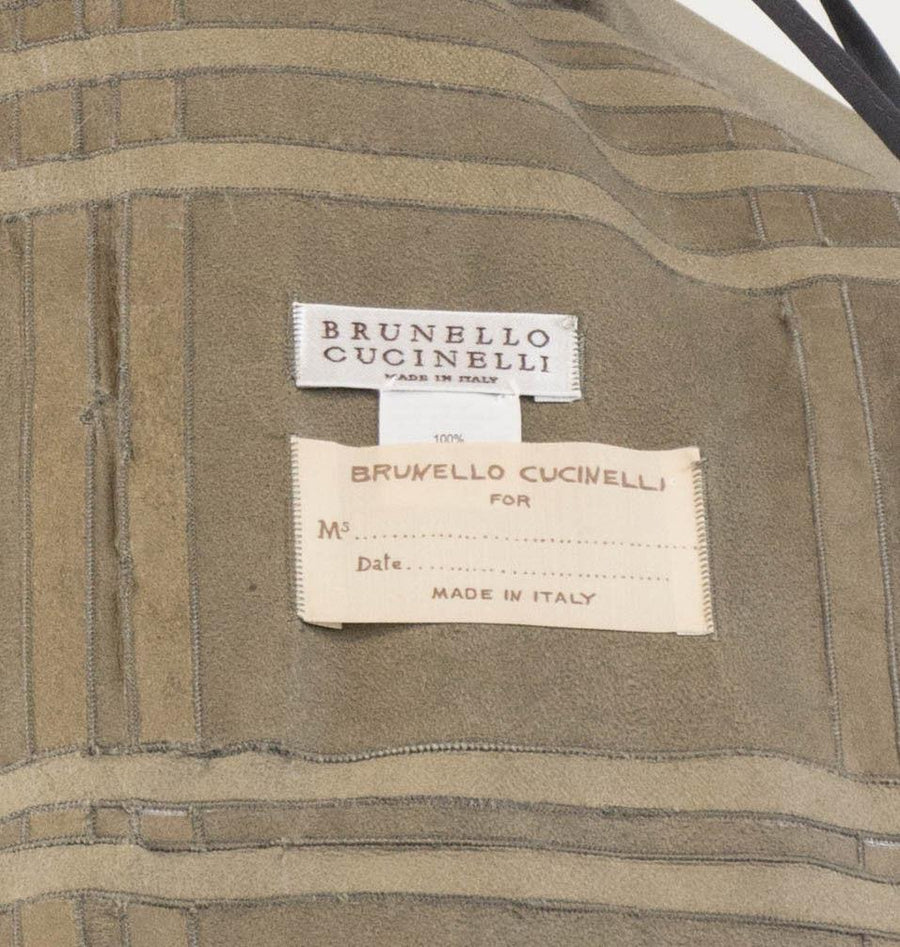 BRUNELLO
CUCINELLI
MADE IN ITALY
100%
BRUNELLO CUCINELLI
FOR
Ms
Date
MADE IN ITALY